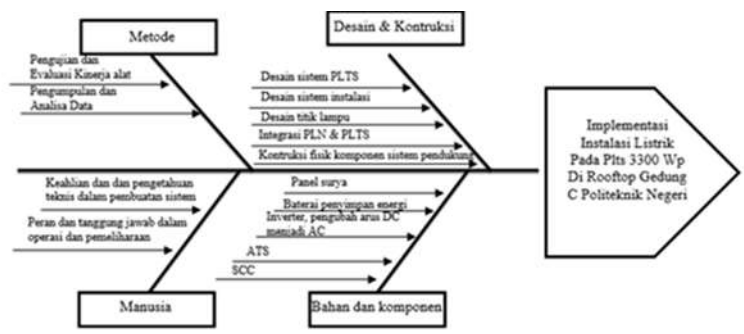 Metode
Desain & Kontruksi
Pengujian dan
Evaluasi Kinerja alat
Pengumpulan dan
Analisa Data
Desain sistem PLTS
Desain sistem instalasi
Desain titik lampu
Integrasi PLN & PLTS
Kontruksi fisik komponen sistem pendukung
Implementasi
Instalasi Listrik
Pada Plts 3300 Wp
Di Rooftop Gedung
C Politeknik Negeri
Keahlian dan dan pengetahuan
teknis dalam pembuatan sistem
Peran dan tanggung jawab dalam
operasi dan pemeliharaan
Panel surya
Baterai penyimpan energi
Inverter, pengubah arus DC
menjadi AC
ATS
SCC
Manusia
Bahan dan komponen